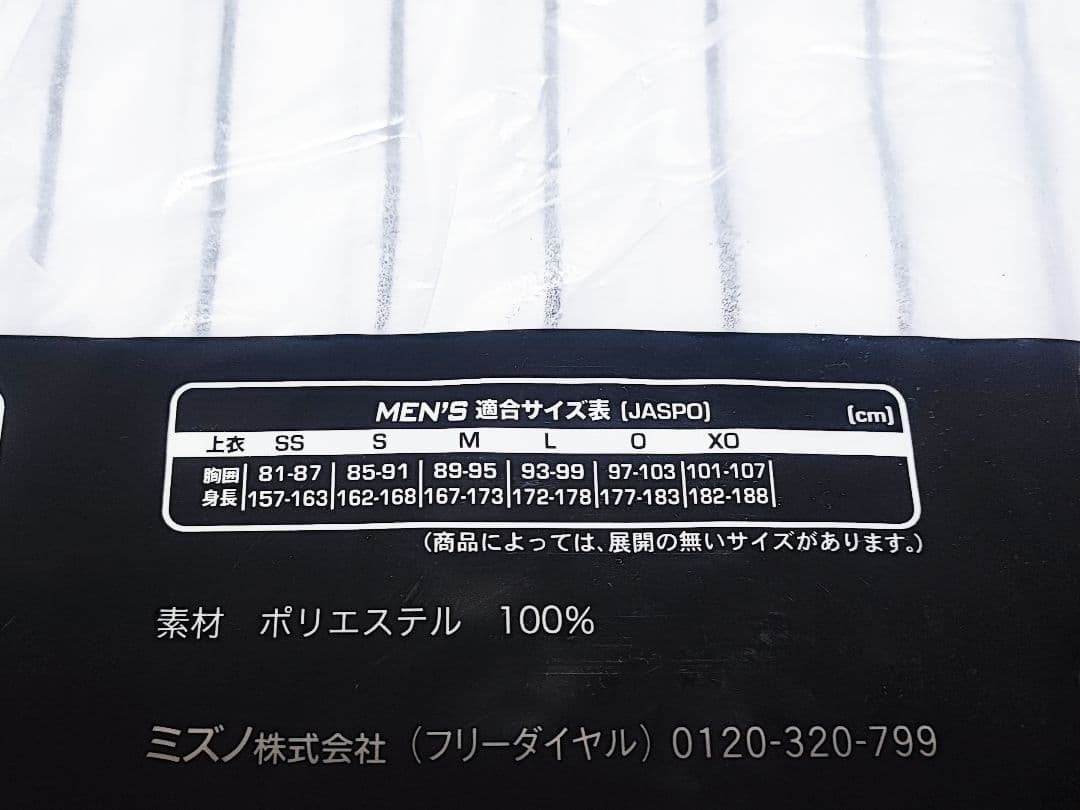 MEN'S 適合サイズ表 [JASPO] (cm)
上衣 SS S M L O XO
胸囲 81-87 85-91 89-95 93-99 97-103 101-107
身長 157-163 162-168 167-173 172-178 177-183 182-188
(商品によっては、展開の無いサイズがあります。)
素材 ポリエステル 100%
ミズノ株式会社 (フリーダイヤル) 0120-320-799